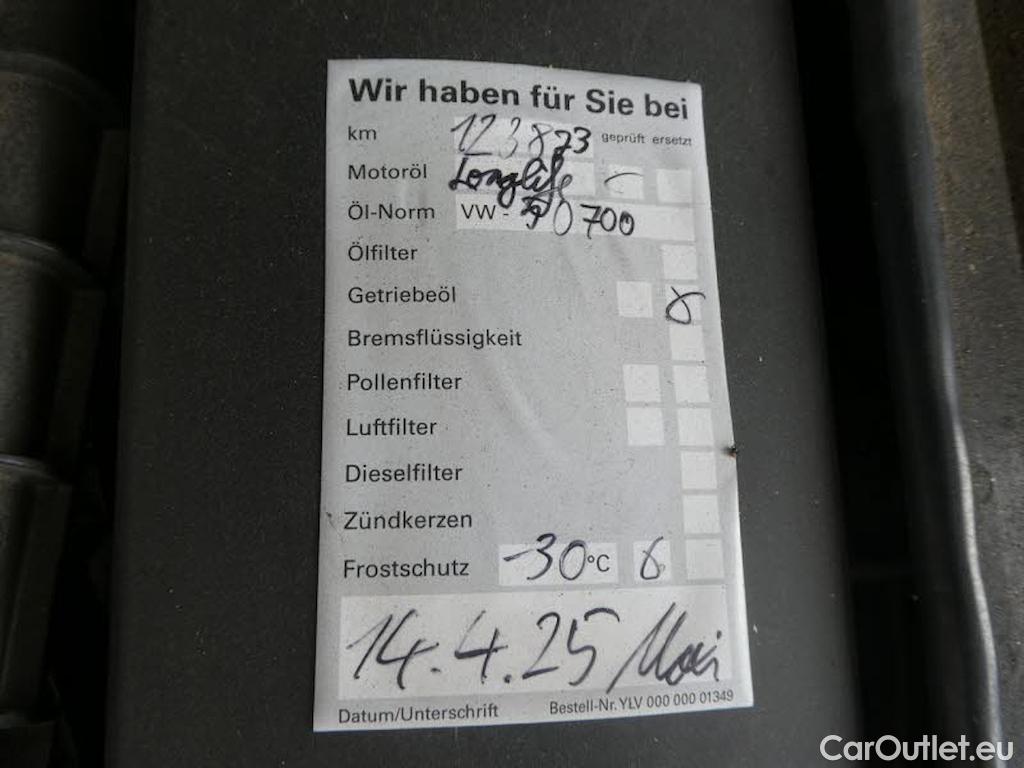 Wir haben für Sie bei
km 123873 geprüft ersetzt
Motoröl Longlife -
Öl-Norm VW - 50700
Ölfilter
Getriebeöl
Bremsflüssigkeit
Pollenfilter
Luftfilter
Dieselfilter
Zündkerzen
Frostschutz -30 °C
14.4.25
Datum/Unterschrift Bestell-Nr. YLV 000 000 01349
CarOutlet.eu